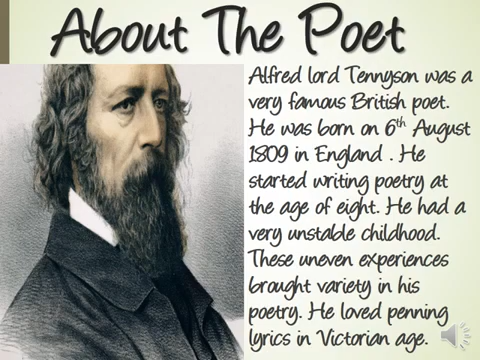 About The Poet
Alfred lord Tennyson was a
very famous British poet.
He was born on 6th August
1809 in England . He
started writing poetry at
the age of eight. He had a
very unstable childhood.
These uneven experiences
brought variety in his
poetry. He loved penning
lyrics in Victorian age.